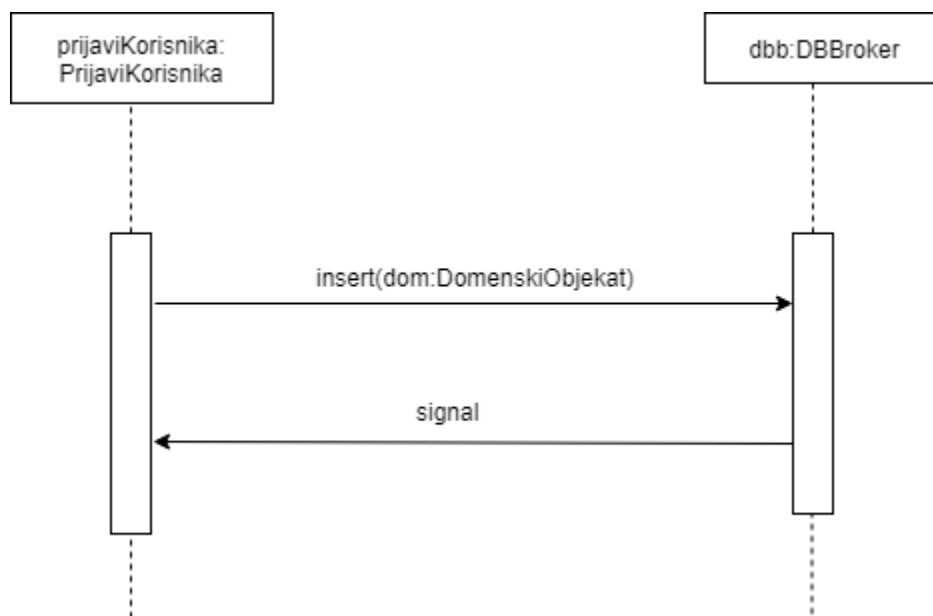 prijaviKorisnika:
PrijaviKorisnika
dbb:DBBroker
insert(dom:DomenskiObjekat)
signal